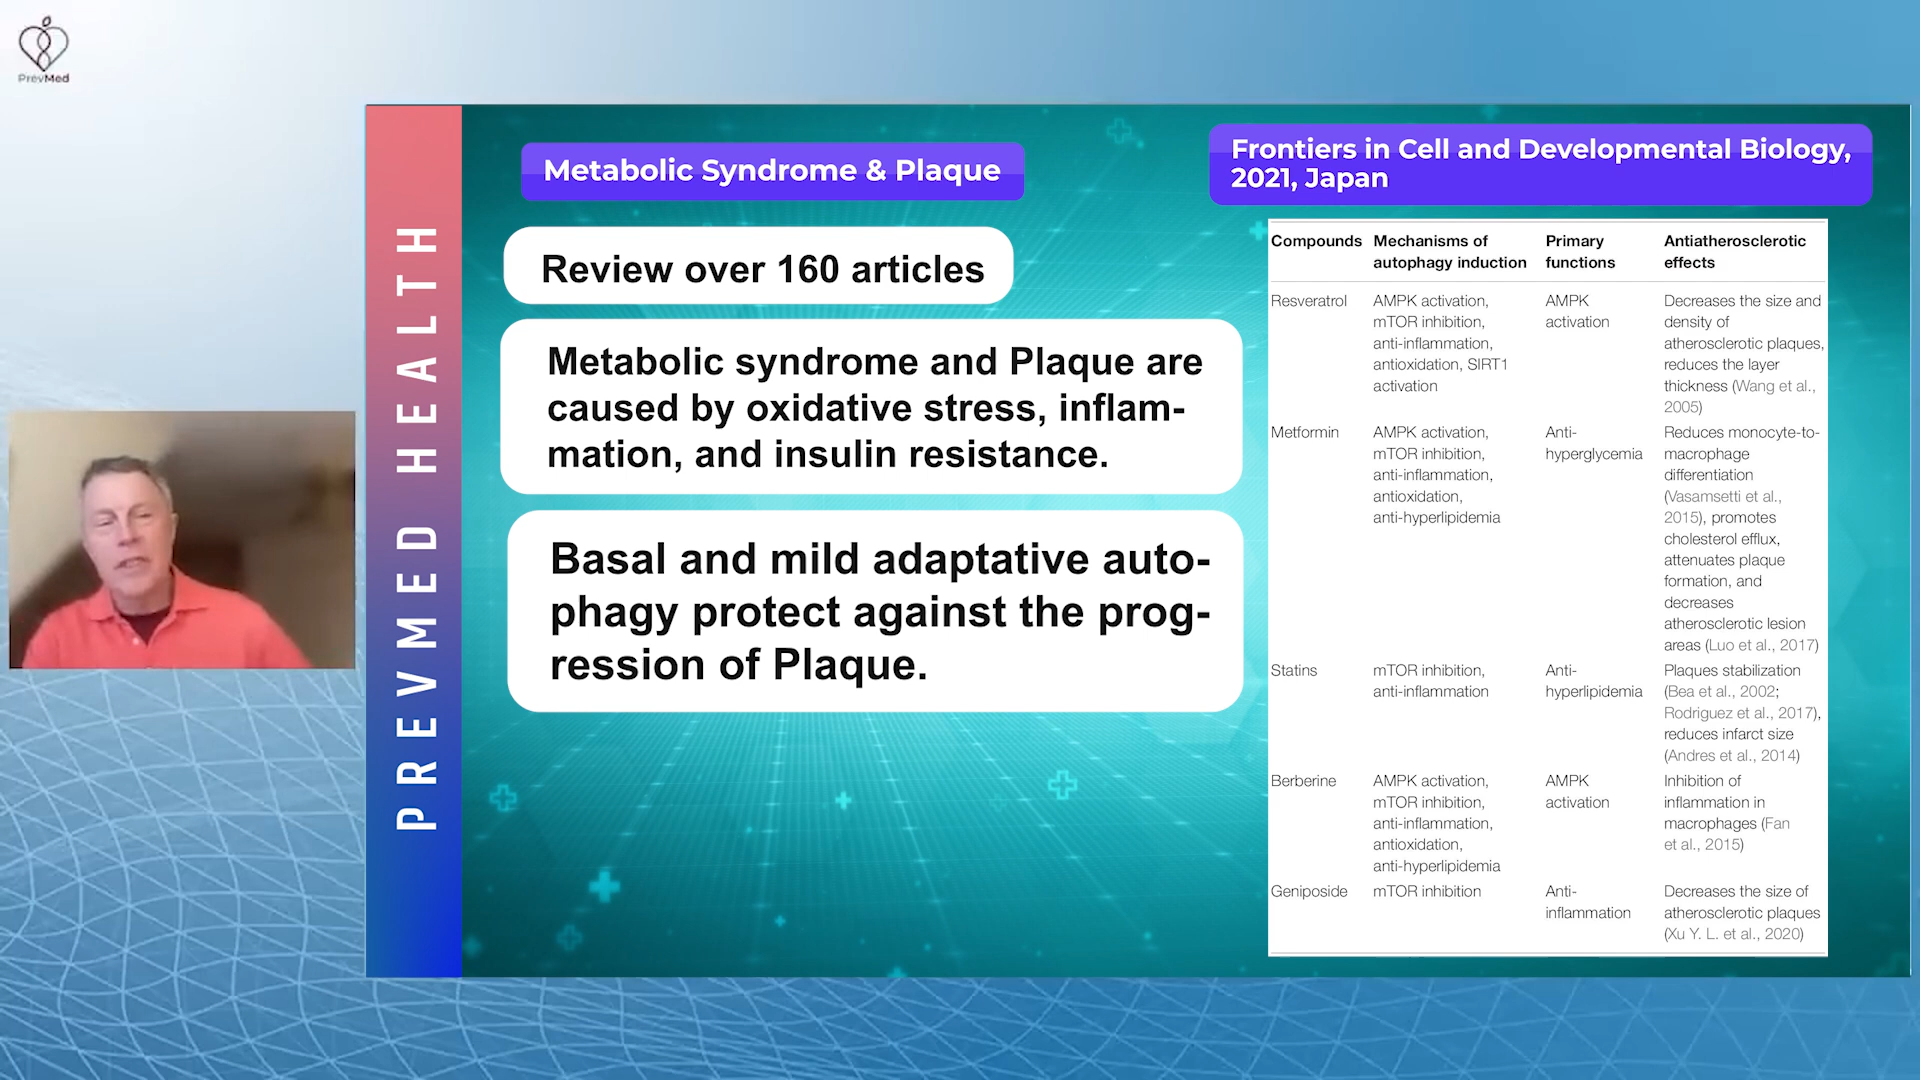 PrevMed
PREVMED HEALTH
Metabolic Syndrome & Plaque
Review over 160 articles
Metabolic syndrome and Plaque are
caused by oxidative stress, inflam-
mation, and insulin resistance.
Basal and mild adaptative auto-
phagy protect against the prog-
ression of Plaque.
Frontiers in Cell and Developmental Biology,
2021, Japan
Compounds Mechanisms of autophagy induction Primary functions Antiatherosclerotic effects
Resveratrol
AMPK activation,
mTOR inhibition,
anti-inflammation,
antioxidation, SIRT1
activation
AMPK
activation
Decreases the size and
density of
atherosclerotic plaques,
reduces the layer
thickness (Wang et al.,
2005)
Metformin
AMPK activation,
mTOR inhibition,
anti-inflammation,
antioxidation,
anti-hyperlipidemia
Anti-
hyperglycemia
Reduces monocyte-to-
macrophage
differentiation
(Vasamsetti et al.,
2015), promotes
cholesterol efflux,
attenuates plaque
formation, and
decreases
atherosclerotic lesion
areas (Luo et al., 2017)
Statins
mTOR inhibition,
anti-inflammation
Anti-
hyperlipidemia
Plaques stabilization
(Bea et al., 2002;
Rodriguez et al., 2017),
reduces infarct size
(Andres et al., 2014)
Berberine
AMPK activation,
mTOR inhibition,
anti-inflammation,
antioxidation,
anti-hyperlipidemia
AMPK
activation
Inhibition of
inflammation in
macrophages (Fan
et al., 2015)
Geniposide
mTOR inhibition
Anti-
inflammation
Decreases the size of
atherosclerotic plaques
(Xu Y. L. et al., 2020)